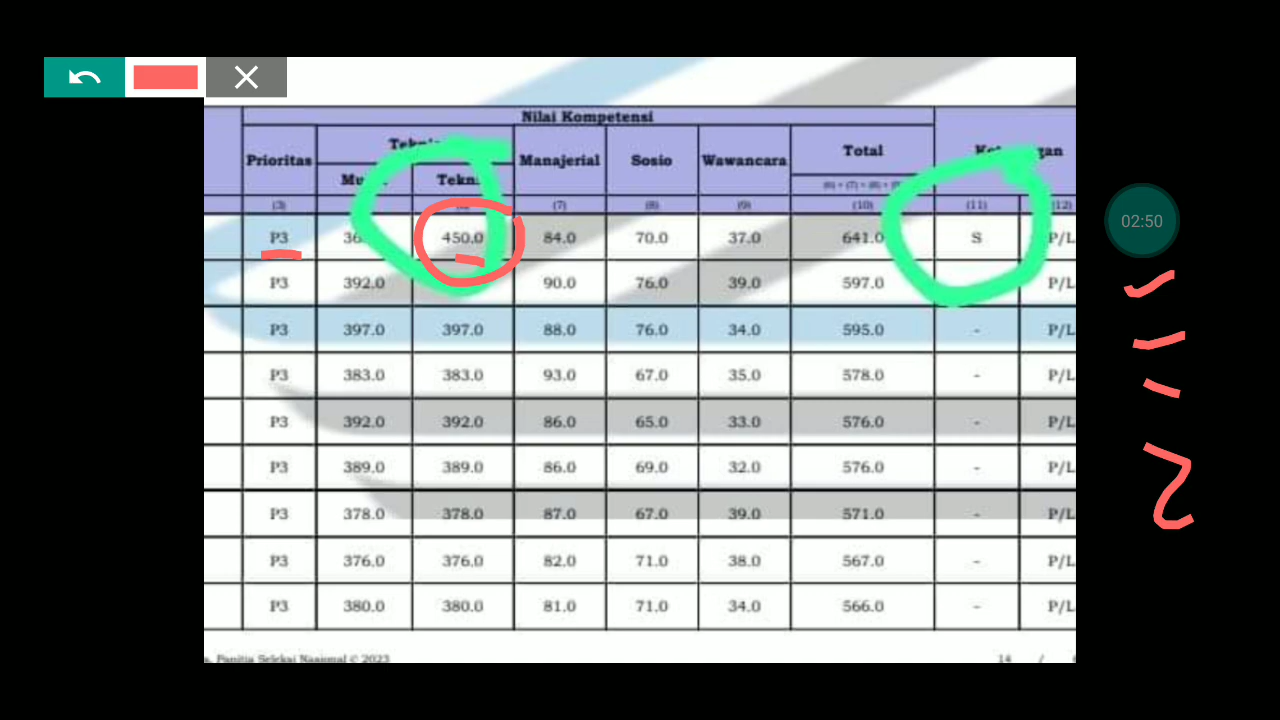 Nilai Kompetensi
Prioritas Manajerial Sosio Wawancara Total
(3) (7) (8) (9) (10) (11) (12)
P3 450.0 84.0 70.0 37.0 641.0 S P/L
P3 392.0 90.0 76.0 39.0 597.0 P/L
P3 397.0 397.0 88.0 76.0 34.0 595.0 - P/L
P3 383.0 383.0 93.0 67.0 35.0 578.0 - P/L
P3 392.0 392.0 86.0 65.0 33.0 576.0 - P/L
P3 389.0 389.0 86.0 69.0 32.0 576.0 - P/L
P3 378.0 378.0 87.0 67.0 39.0 571.0 - P/L
P3 376.0 376.0 82.0 71.0 38.0 567.0 - P/L
P3 380.0 380.0 81.0 71.0 34.0 566.0 - P/L
Panitia Seleksi Nasional © 2023 14 /
02:50